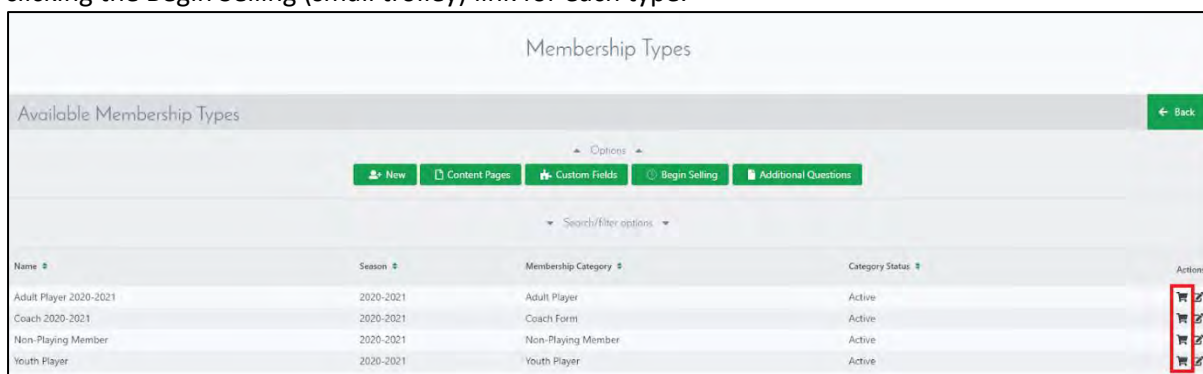 clicking the Begin Selling (small trolley) link for each type.
Membership Types
Available Membership Types
Back
Options
New Content Pages Custom Fields Begin Selling Additional Questions
Search/filter options
Name Season Membership Category Category Status Actions
Adult Player 2020-2021 2020-2021 Adult Player Active
Coach 2020-2021 2020-2021 Coach Form Active
Non-Playing Member 2020-2021 Non-Playing Member Active
Youth Player 2020-2021 Youth Player Active